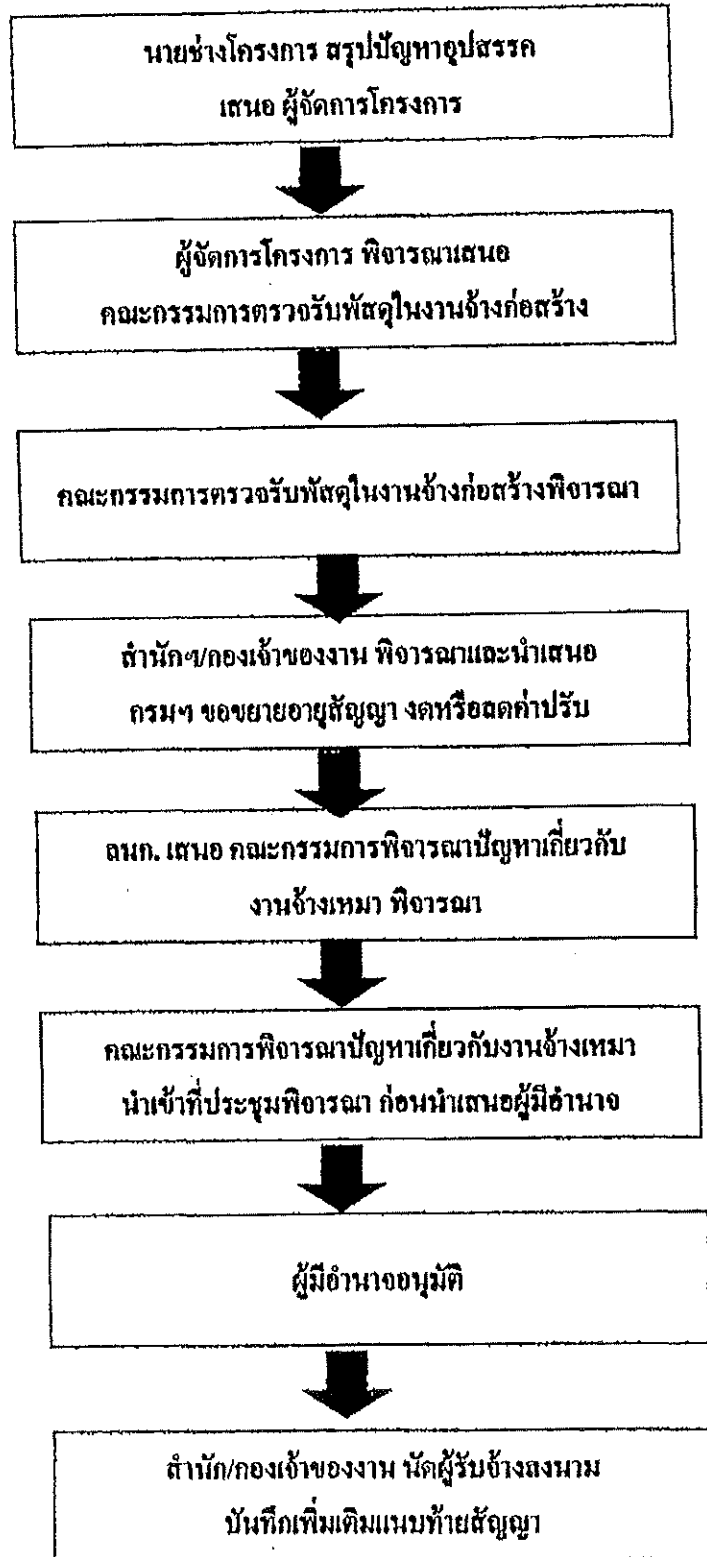 นายช่างโครงการ สรุปปัญหาอุปสรรค
เสนอ ผู้จัดการโครงการ
ผู้จัดการโครงการ พิจารณาเสนอ
คณะกรรมการตรวจรับพัสดุในงานจ้างก่อสร้าง
คณะกรรมการตรวจรับพัสดุในงานจ้างก่อสร้างพิจารณา
สำนักฯ/กองเจ้าของงาน พิจารณาและนำเสนอ
กรมฯ ขอขยายอายุสัญญา งดหรือลดค่าปรับ
ลนก. เสนอ คณะกรรมการพิจารณาปัญหาเกี่ยวกับ
งานจ้างเหมา พิจารณา
คณะกรรมการพิจารณาปัญหาเกี่ยวกับงานจ้างเหมา
นำเข้าที่ประชุมพิจารณา ก่อนนำเสนอผู้มีอำนาจ
ผู้มีอำนาจอนุมัติ
สำนัก/กองเจ้าของงาน นัดผู้รับจ้างลงนาม
บันทึกเพิ่มเติมแนบท้ายสัญญา